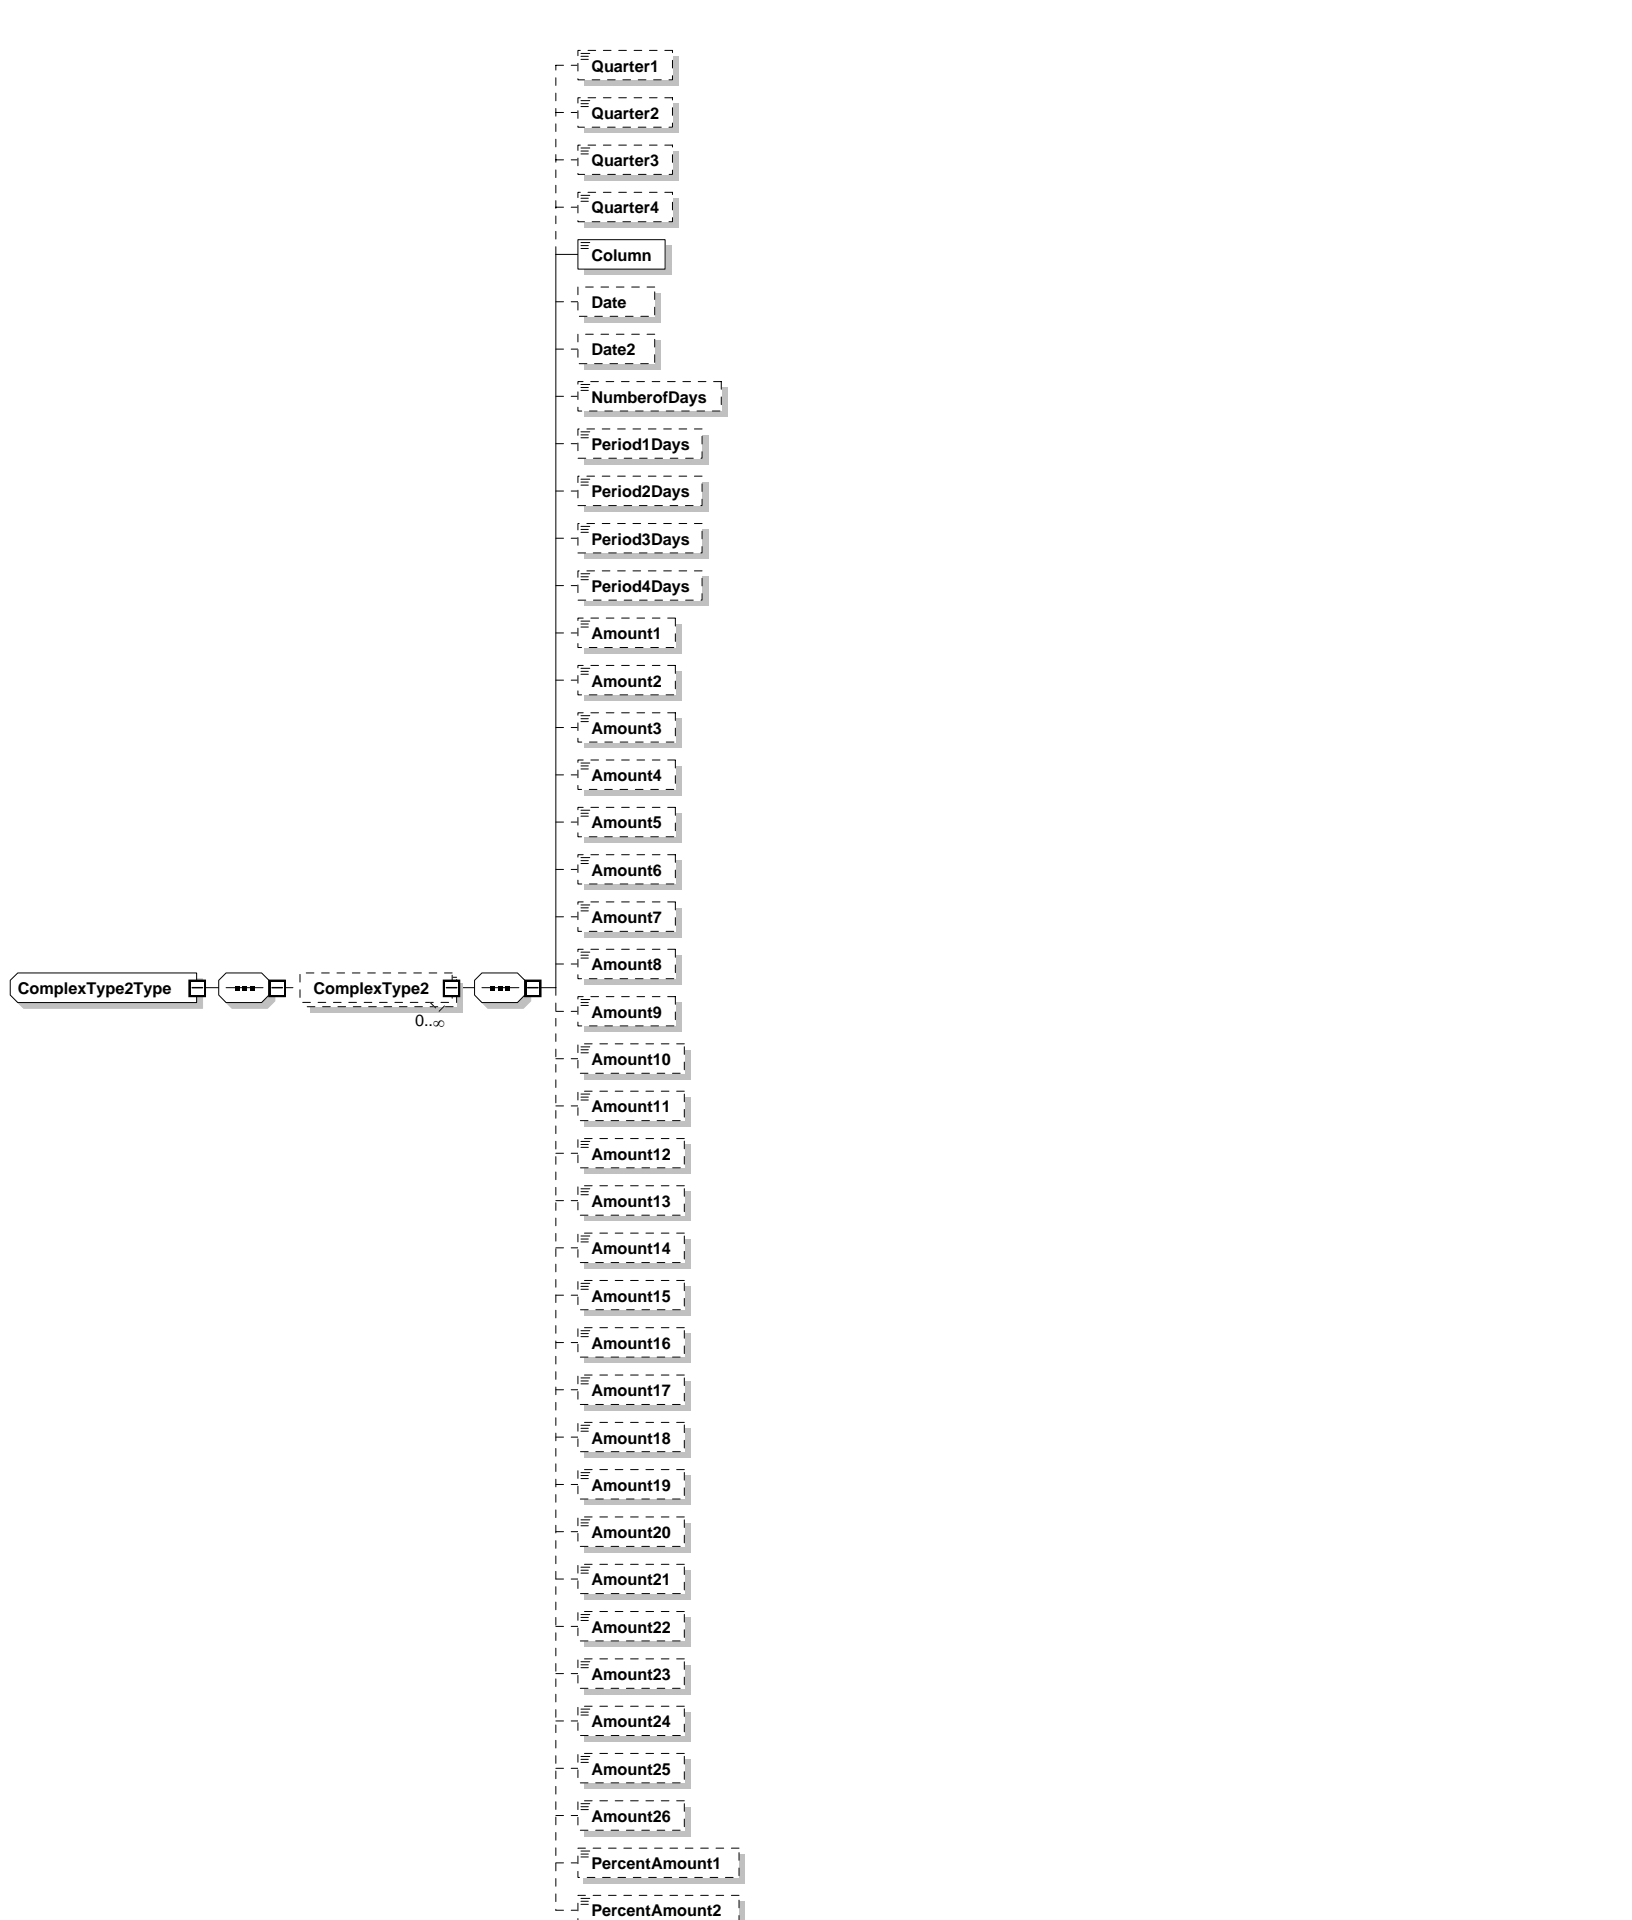 Quarter1
Quarter2
Quarter3
Quarter4
Column
Date
Date2
NumberofDays
Period1Days
Period2Days
Period3Days
Period4Days
Amount1
Amount2
Amount3
Amount4
Amount5
Amount6
Amount7
Amount8
ComplexType2Type
ComplexType2
0..∞
Amount9
Amount10
Amount11
Amount12
Amount13
Amount14
Amount15
Amount16
Amount17
Amount18
Amount19
Amount20
Amount21
Amount22
Amount23
Amount24
Amount25
Amount26
PercentAmount1
PercentAmount2